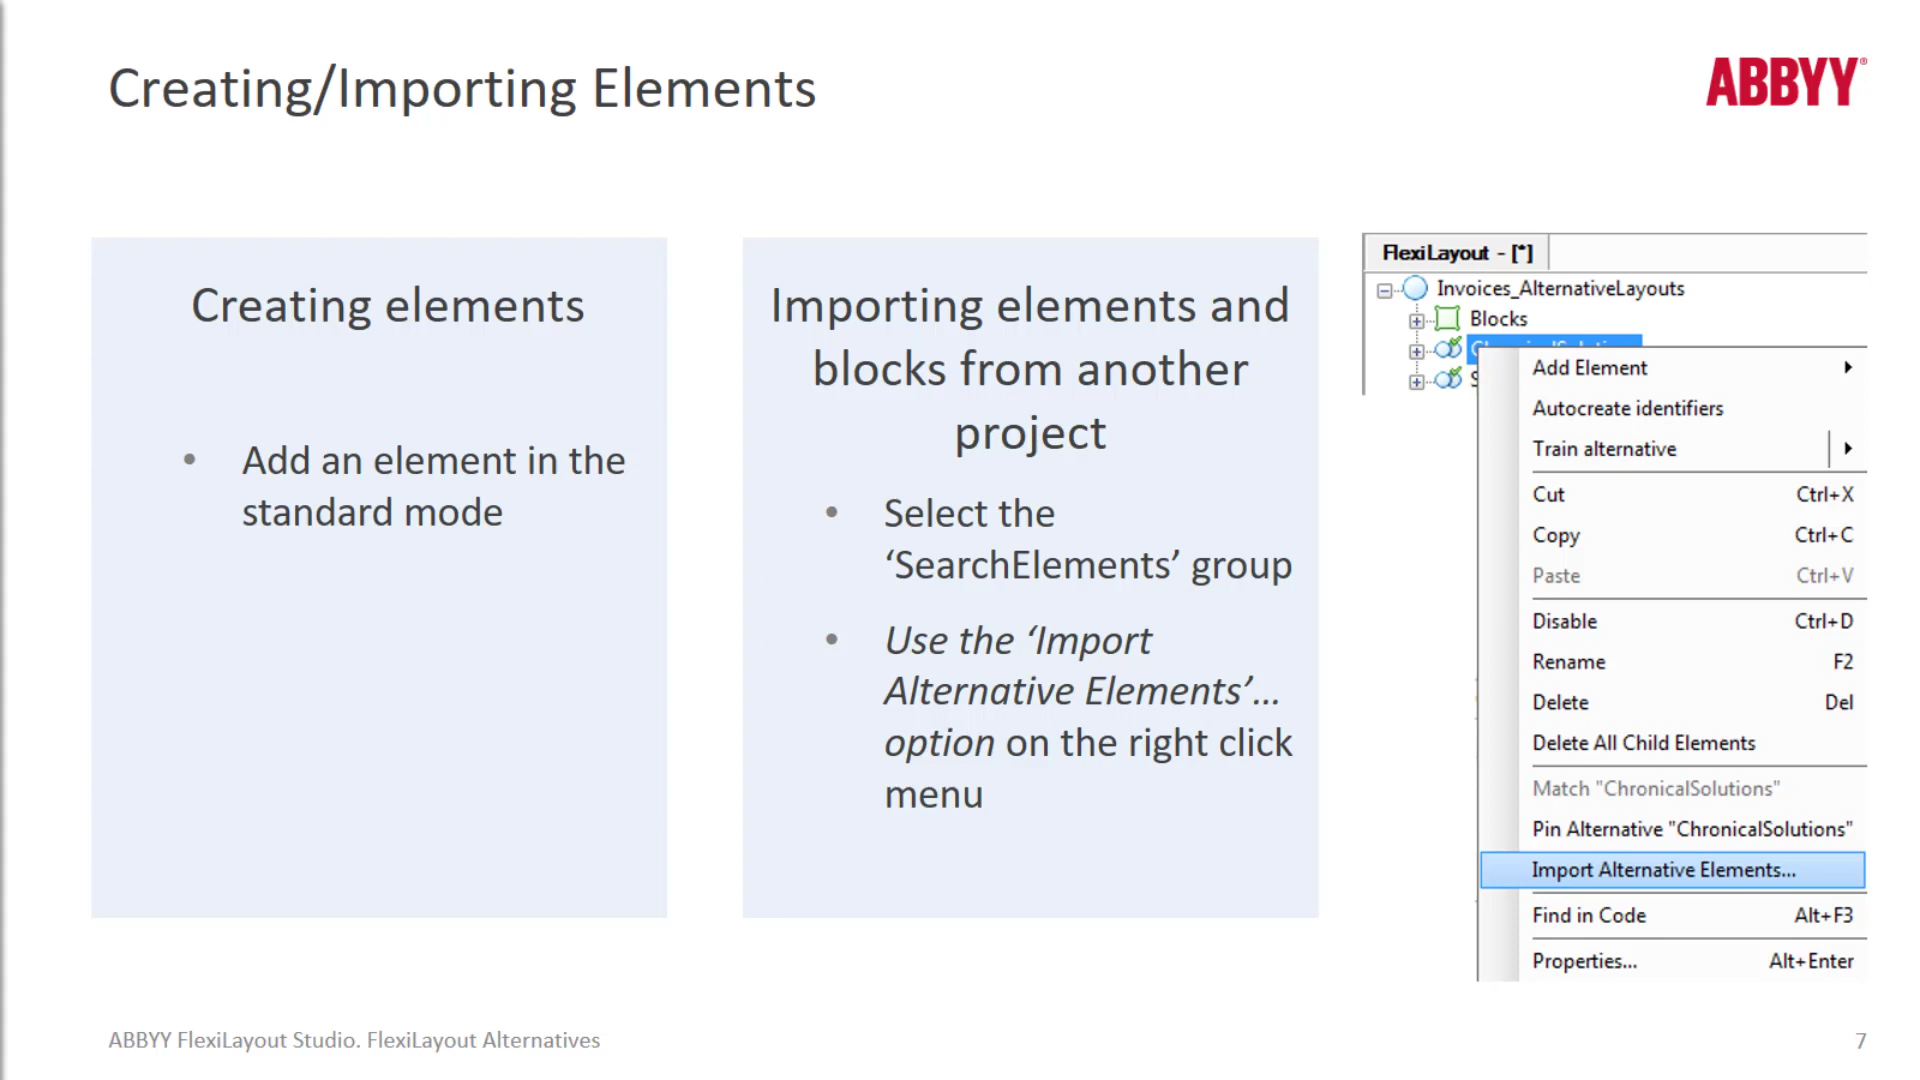 Creating/Importing Elements
ABBYY®
Creating elements
• Add an element in the
standard mode
Importing elements and
blocks from another
project
• Select the
‘SearchElements’ group
• Use the ‘Import
Alternative Elements’...
option on the right click
menu
FlexiLayout - [*]
Invoices_AlternativeLayouts
Blocks
Add Element
Autocreate identifiers
Train alternative
Cut Ctrl+X
Copy Ctrl+C
Paste Ctrl+V
Disable Ctrl+D
Rename F2
Delete Del
Delete All Child Elements
Match "ChronicalSolutions"
Pin Alternative "ChronicalSolutions"
Import Alternative Elements...
Find in Code Alt+F3
Properties... Alt+Enter
ABBYY FlexiLayout Studio. FlexiLayout Alternatives
7